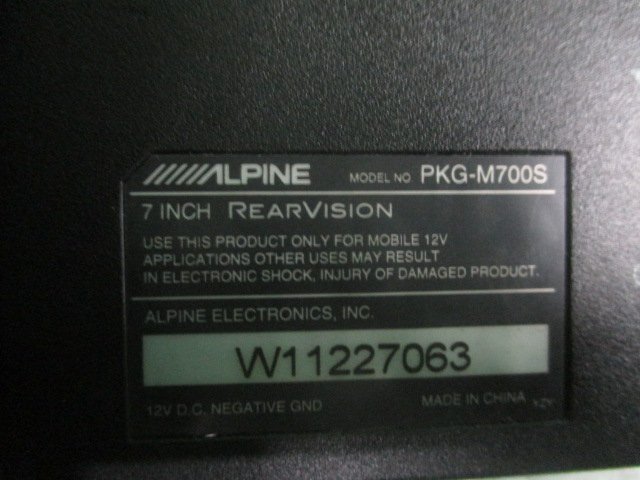 ALPINE MODEL NO PKG-M700S
7 INCH REARVISION
USE THIS PRODUCT ONLY FOR MOBILE 12V
APPLICATIONS OTHER USES MAY RESULT
IN ELECTRONIC SHOCK, INJURY OF DAMAGED PRODUCT.
ALPINE ELECTRONICS, INC.
W11227063
12V D.C. NEGATIVE GND MADE IN CHINA